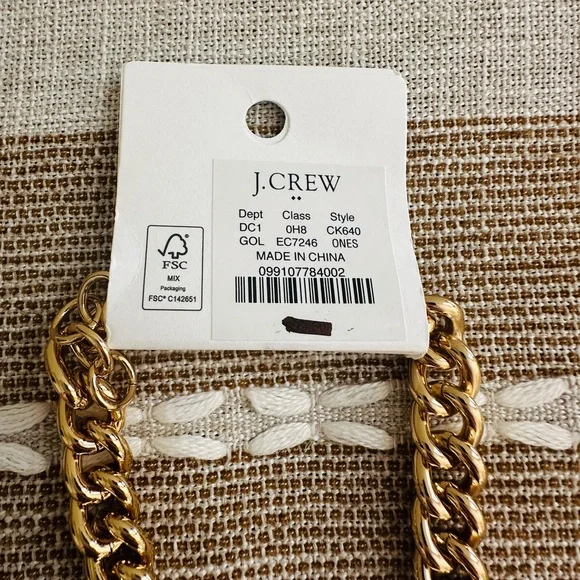 J.CREW
Dept Class Style
DC1 0H8 CK640
GOL EC7246 0NES
MADE IN CHINA
099107784002
FSC
MIX
Packaging
FSC® C142651